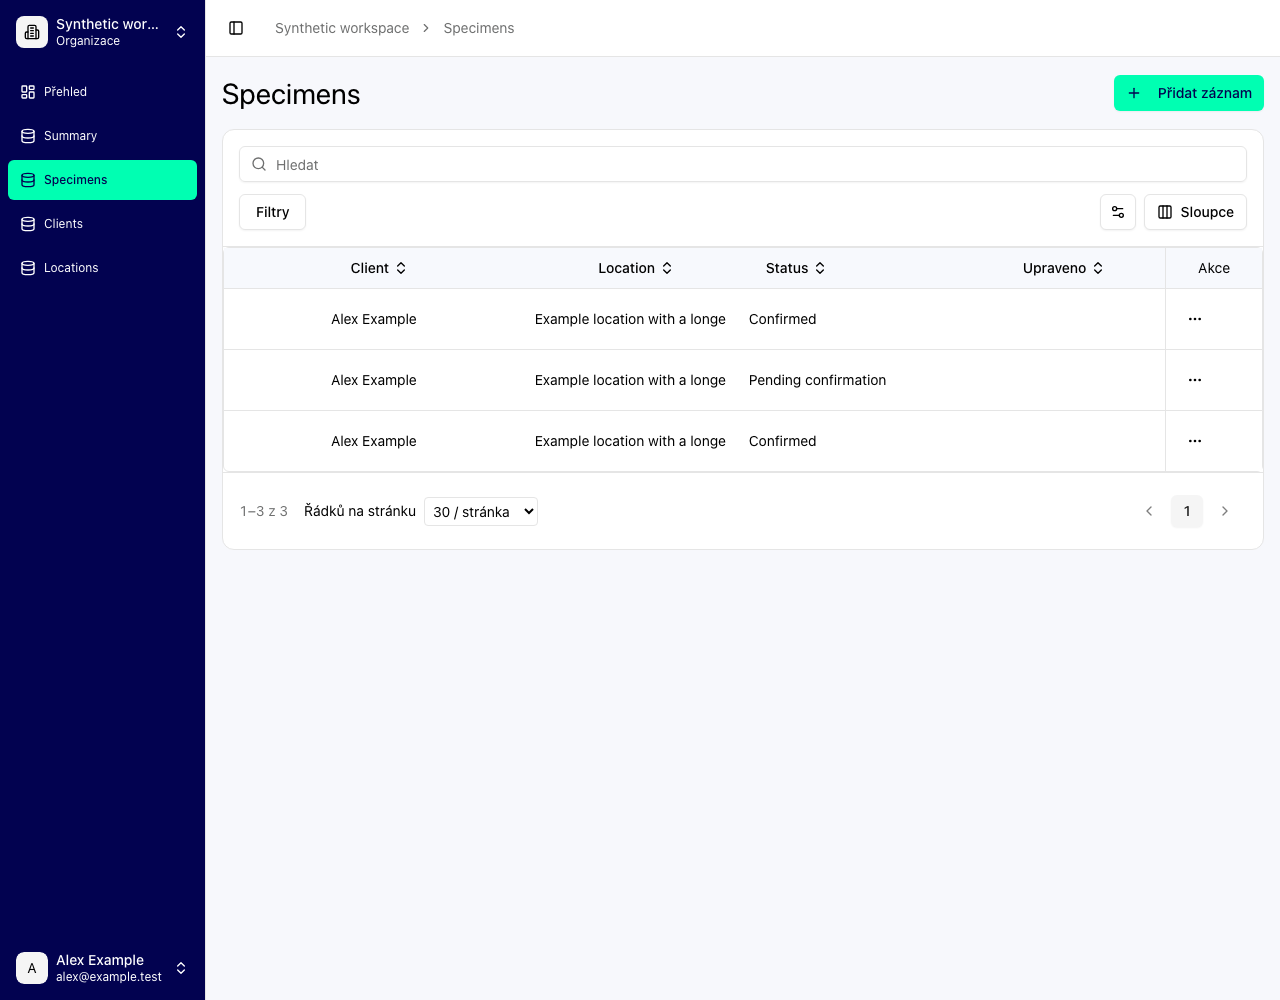 Synthetic wor...
Organizace
Přehled
Summary
Specimens
Clients
Locations
Alex Example
alex@example.test
A
Synthetic workspace > Specimens
Specimens
Přidat záznam
Hledat
Filtry
Sloupce
Client Location Status Upraveno Akce
Alex Example Example location with a longe Confirmed
Alex Example Example location with a longe Pending confirmation
Alex Example Example location with a longe Confirmed
1–3 z 3 Řádků na stránku 30 / stránka 1